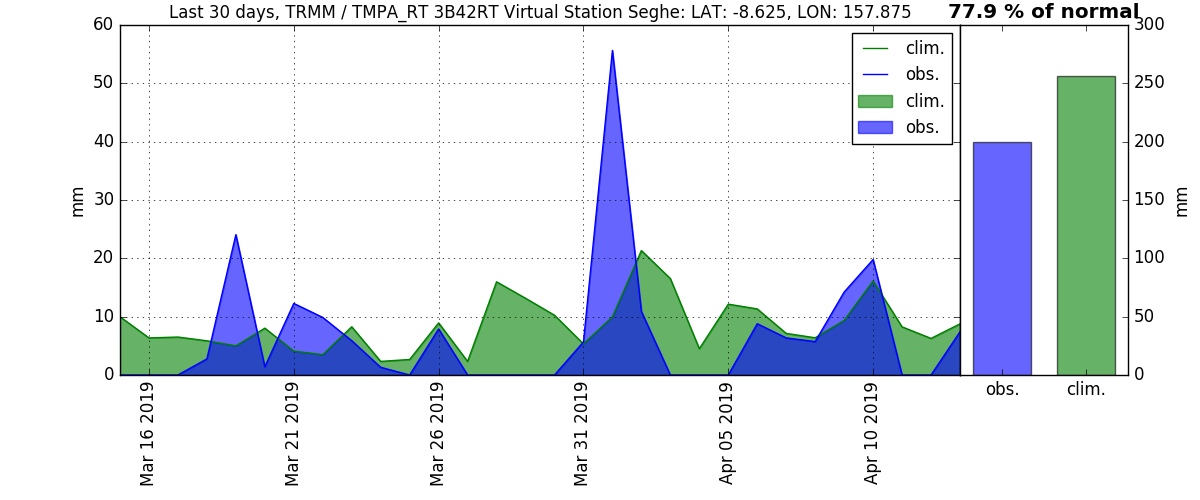 Last 30 days, TRMM / TMPA_RT 3B42RT Virtual Station Seghe: LAT: -8.625, LON: 157.875
77.9 % of normal
60
50
40
30
20
10
0
mm
clim.
obs.
clim.
obs.
Mar 16 2019
Mar 21 2019
Mar 26 2019
Mar 31 2019
Apr 05 2019
Apr 10 2019
300
250
200
150
100
50
0
mm
obs.
clim.